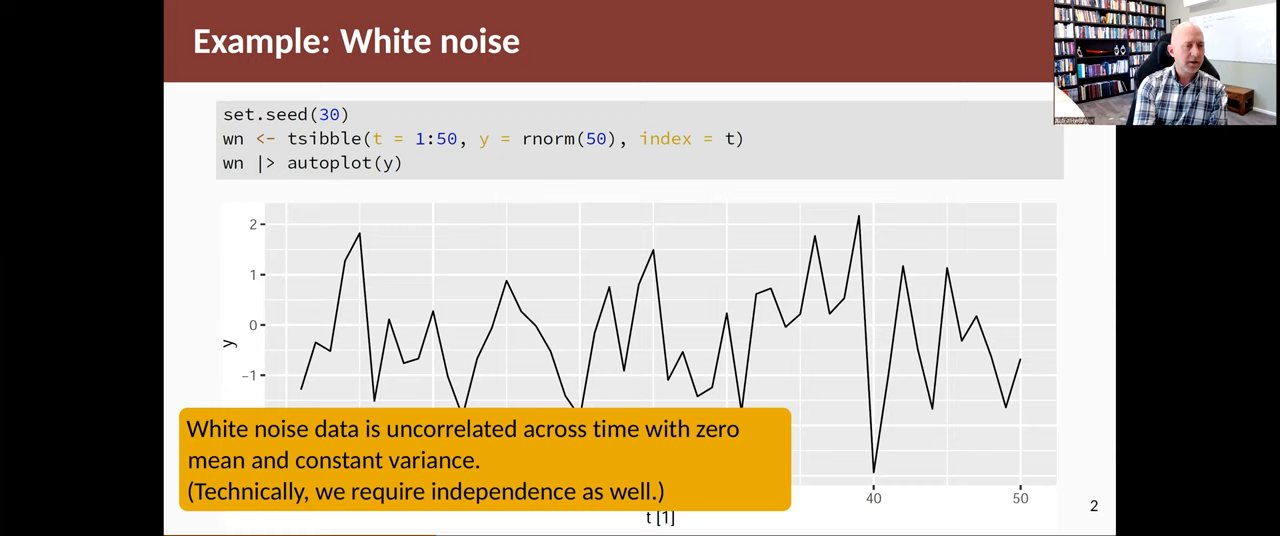 Example: White noise
set.seed(30)
wn <- tsibble(t = 1:50, y = rnorm(50), index = t)
wn |> autoplot(y)
2
1
0
−1
y
White noise data is uncorrelated across time with zero
mean and constant variance.
(Technically, we require independence as well.)
40
50
t [1]
2